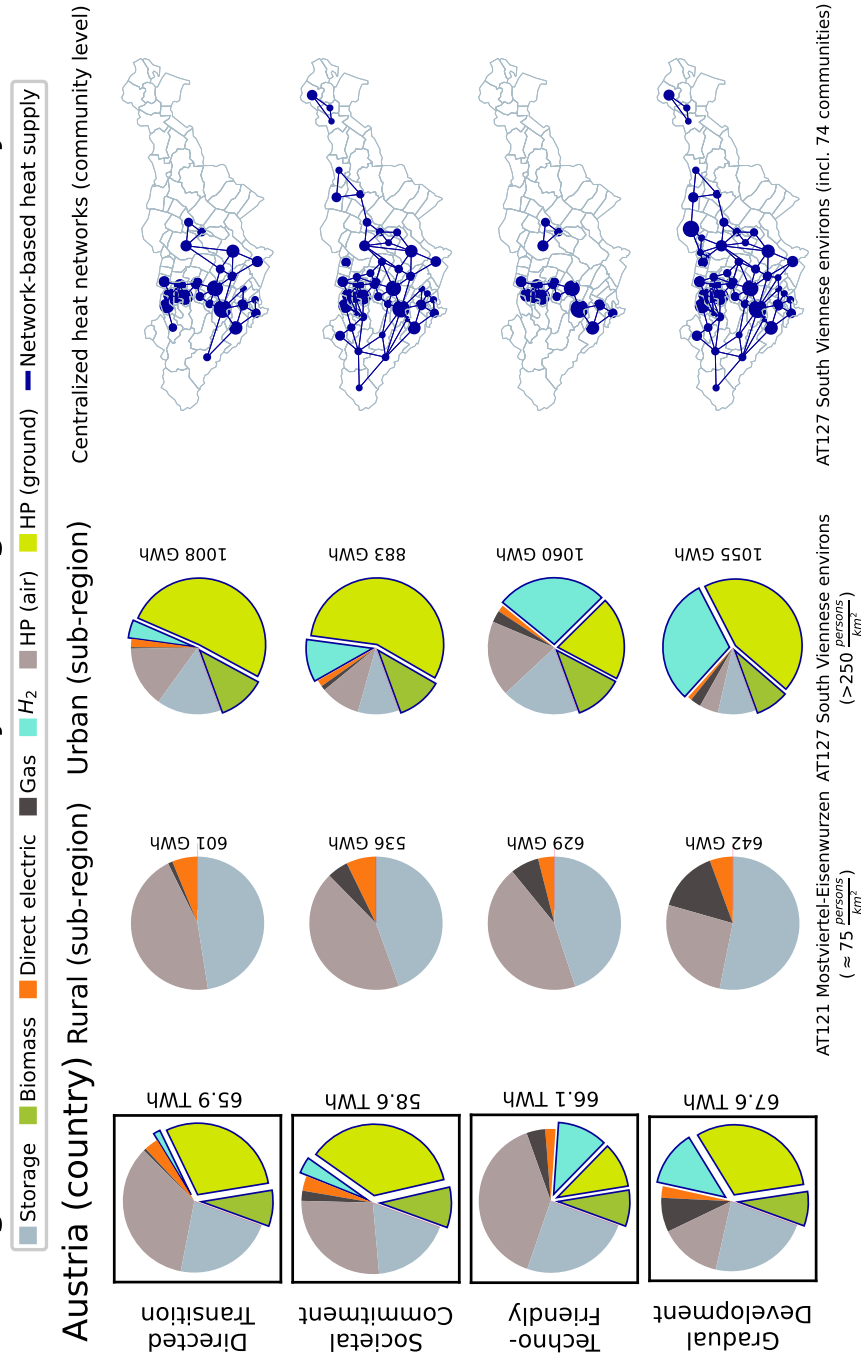 Storage
Biomass
Direct electric
Gas
H₂
HP (air)
HP (ground)
Network-based heat supply
Austria (country)
Rural (sub-region)
Urban (sub-region)
Centralized heat networks (community level)
Directed
Transition
65.9 TWh
601 GWh
1008 GWh
Societal
Commitment
58.6 TWh
536 GWh
883 GWh
Techno-
Friendly
66.1 TWh
629 GWh
1060 GWh
Gradual
Development
67.6 TWh
642 GWh
1055 GWh
AT121 Mostviertel-Eisenwurzen
(≈ 75 persons/km²)
AT127 South Viennese environs
(>250 persons/km²)
AT127 South Viennese environs (incl. 74 communities)